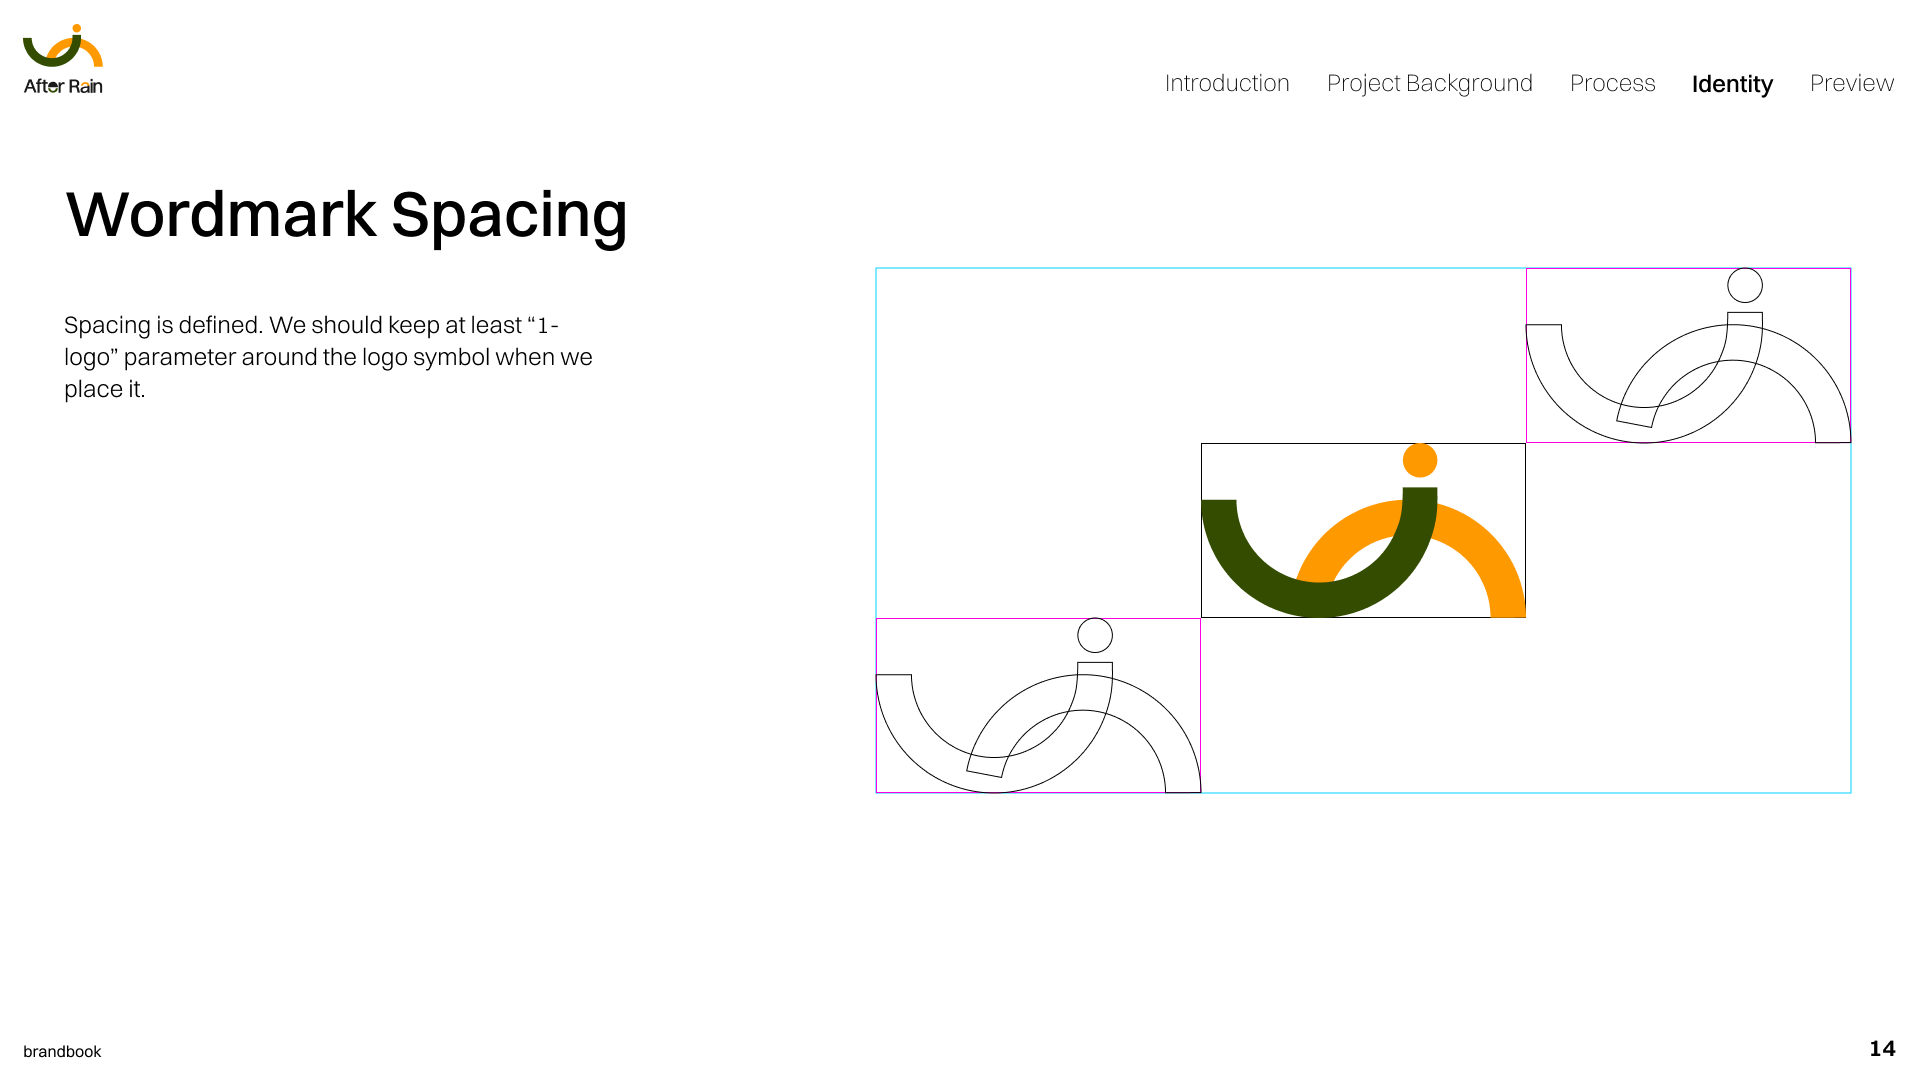 After Rain
Introduction Project Background Process Identity Preview
Wordmark Spacing
Spacing is defined. We should keep at least “1-
logo” parameter around the logo symbol when we
place it.
brandbook
14